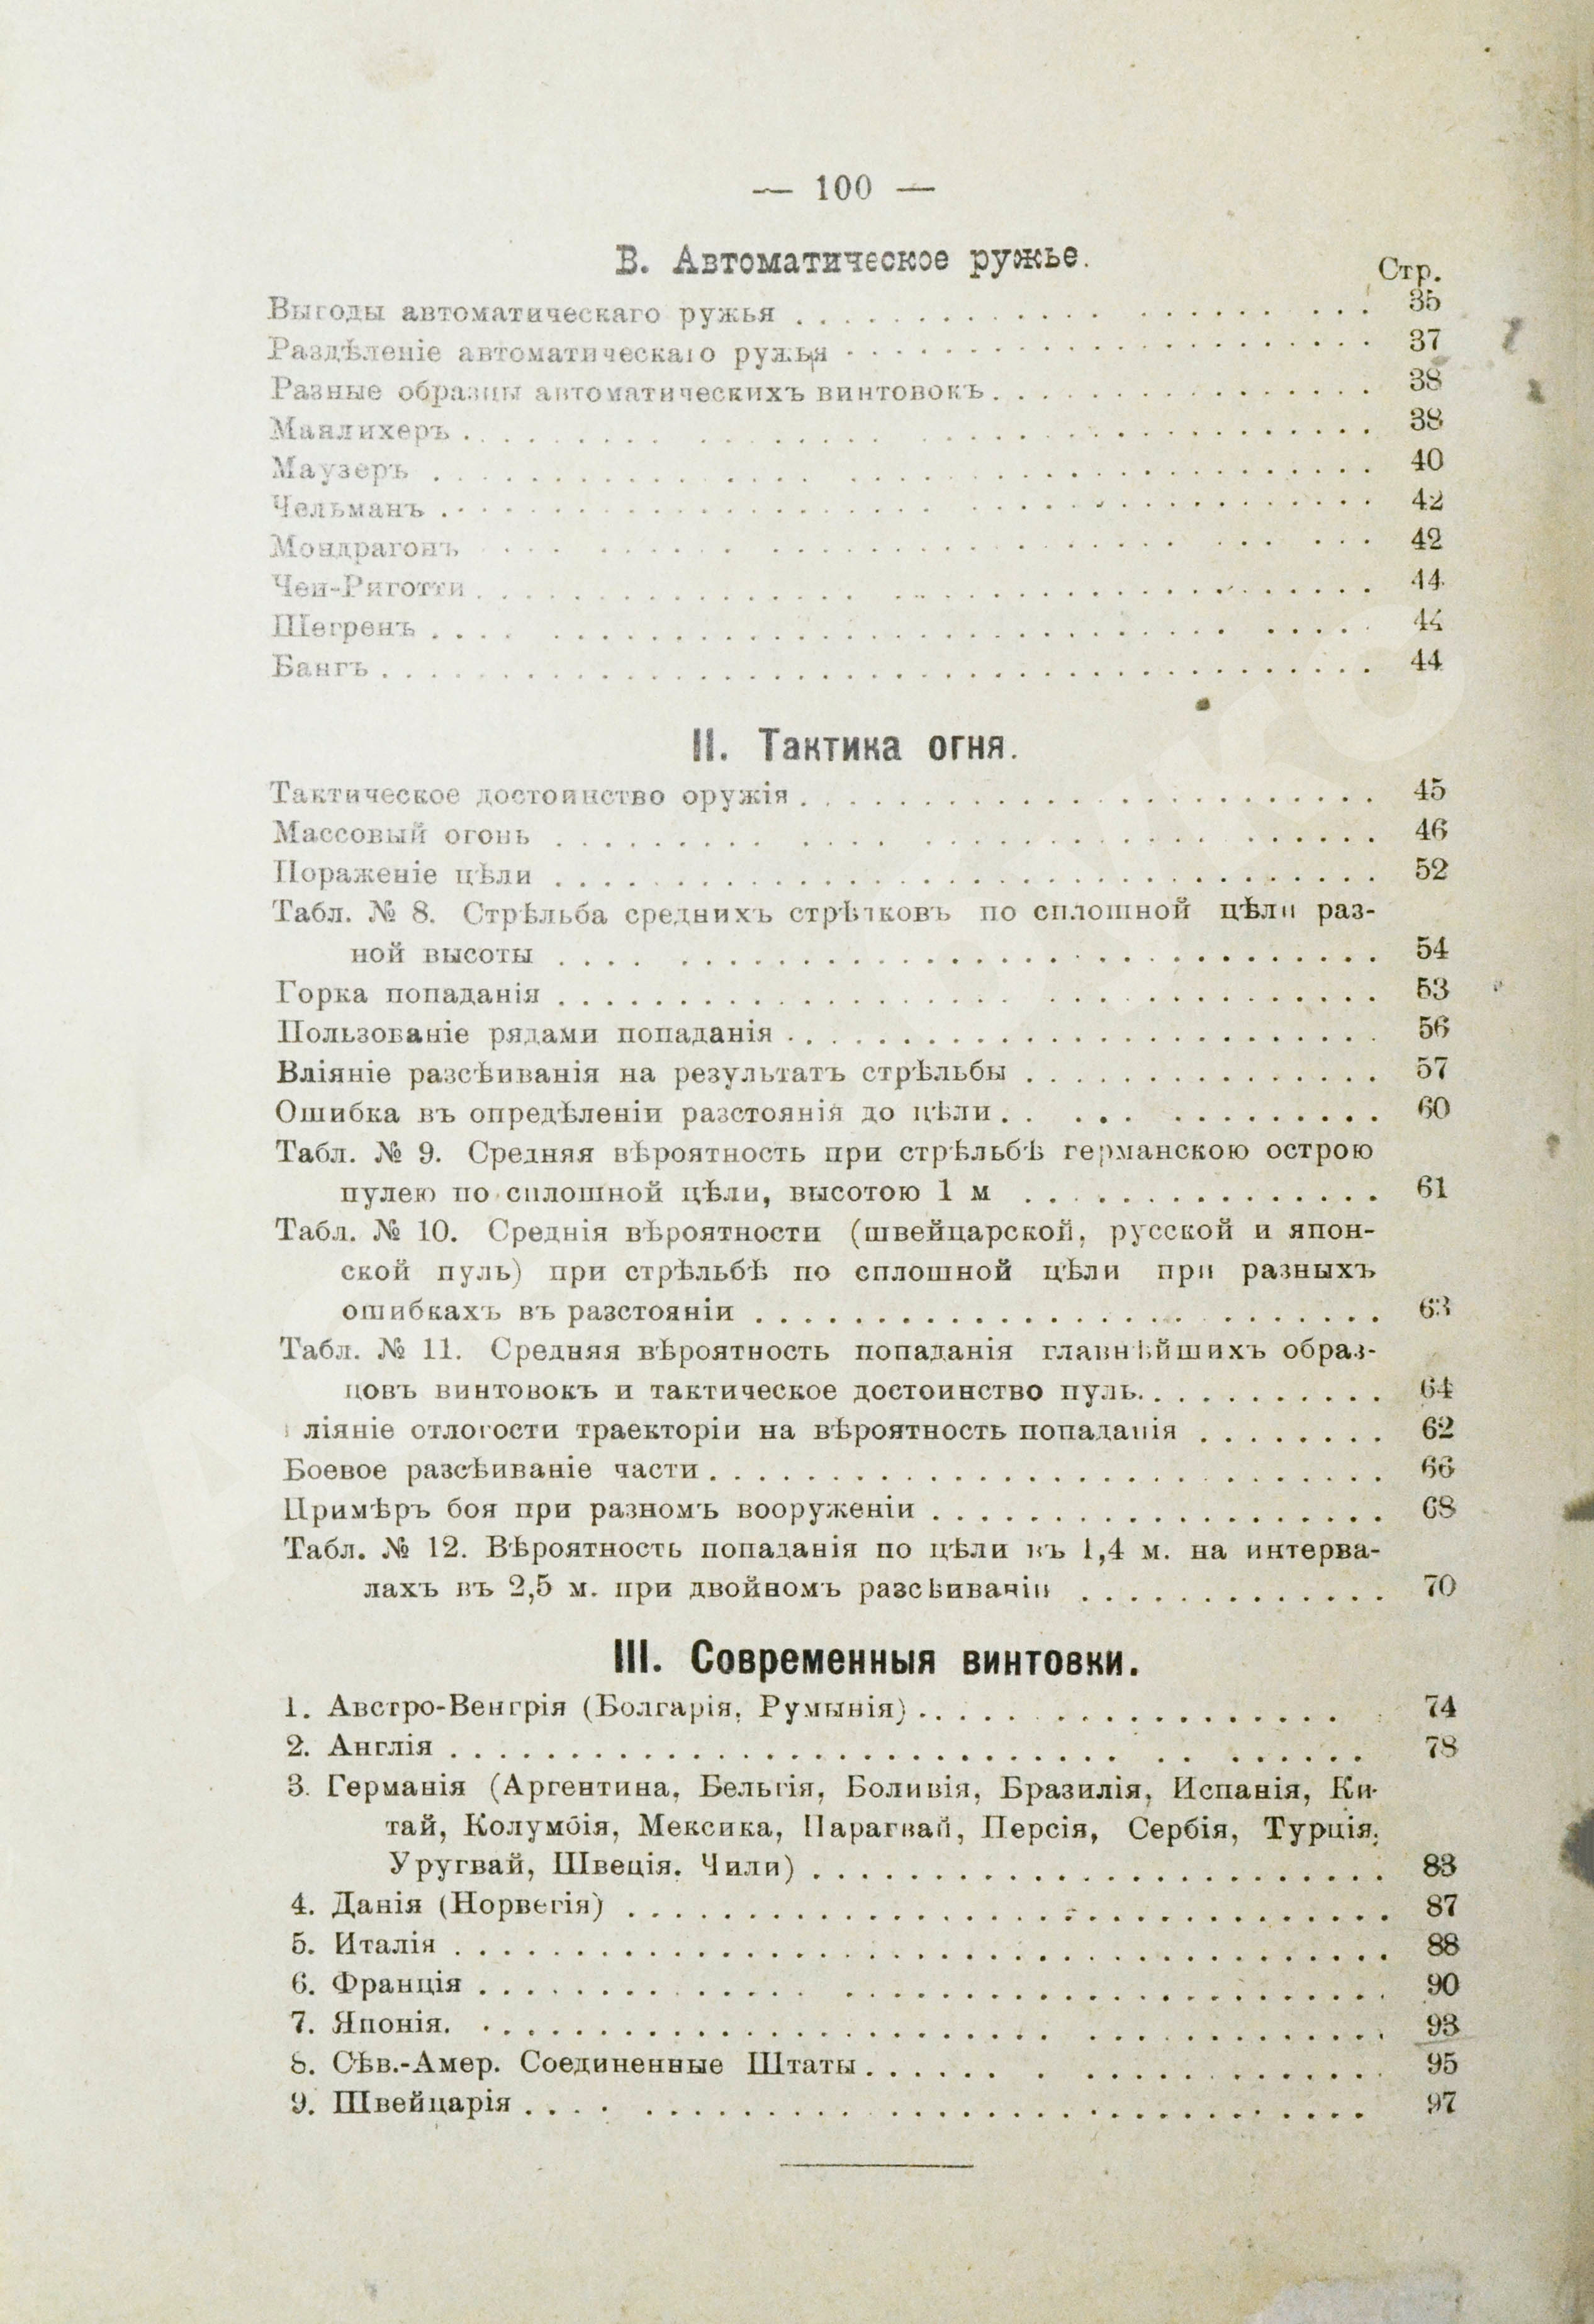 — 100 —
В. Автоматическое ружье.
Стр.
Выгоды автоматическаго ружья . . . . . . . . . . . . . . . . . . . . . . 35
Раздѣленіе автоматическаго ружья . . . . . . . . . . . . . . . . . . . . . . 37
Разные образцы автоматическихъ винтовокъ . . . . . . . . . . . . . . . . 38
Манлихеръ . . . . . . . . . . . . . . . . . . . . . . 38
Маузеръ . . . . . . . . . . . . . . . . . . . . . . 40
Чельманъ . . . . . . . . . . . . . . . . . . . . . . 42
Мондрагонъ . . . . . . . . . . . . . . . . . . . . . . 42
Чеи-Риготти . . . . . . . . . . . . . . . . . . . . . . 44
Шегренъ . . . . . . . . . . . . . . . . . . . . . . 44
Бангъ . . . . . . . . . . . . . . . . . . . . . . 44
II. Тактика огня.
Тактическое достоинство оружія . . . . . . . . . . . . . . . . . . . . . . 45
Массовый огонь . . . . . . . . . . . . . . . . . . . . . . 46
Пораженіе цѣли . . . . . . . . . . . . . . . . . . . . . . 52
Табл. № 8. Стрѣльба среднихъ стрѣлковъ по сплошной цѣли раз-
ной высоты . . . . . . . . . . . . . . . . . . . . . . 54
Горка попаданія . . . . . . . . . . . . . . . . . . . . . . 53
Пользованіе рядами попаданія . . . . . . . . . . . . . . . . . . . . . . 56
Вліяніе разсѣиванія на результатъ стрѣльбы . . . . . . . . . . . . . . . 57
Ошибка въ опредѣленіи разстоянія до цѣли . . . . . . . . . . . . . . 60
Табл. № 9. Средняя вѣроятность при стрѣльбѣ германскою острою
пулею по сплошной цѣли, высотою 1 м . . . . . . . . . . . . . . . 61
Табл. № 10. Среднія вѣроятности (швейцарской, русской и япон-
ской пуль) при стрѣльбѣ по сплошной цѣли при разныхъ
ошибкахъ въ разстояніи . . . . . . . . . . . . . . . . . . . . . . 63
Табл. № 11. Средняя вѣроятность попаданія главнѣйшихъ образ-
цовъ винтовокъ и тактическое достоинство пуль. . . . . . . . . . . 64
ліяніе отлогости траекторіи на вѣроятность попаданія . . . . . . . . 62
Боевое разсѣиваніе части . . . . . . . . . . . . . . . . . . . . . . 66
Примѣръ боя при разномъ вооруженіи . . . . . . . . . . . . . . . . . . . 68
Табл. № 12. Вѣроятность попаданія по цѣли въ 1,4 м. на интерва-
лахъ въ 2,5 м. при двойномъ разсѣиваніи . . . . . . . . . . . . . 70
III. Современныя винтовки.
1. Австро-Венгрія (Болгарія, Румынія) . . . . . . . . . . . . . . . . . . 74
2. Англія . . . . . . . . . . . . . . . . . . . . . . 78
3. Германія (Аргентина, Бельгія, Боливія, Бразилія, Испанія, Ки-
тай, Колумбія, Мексика, Парагвай, Персія, Сербія, Турція,
Уругвай, Швеція, Чили) . . . . . . . . . . . . . . . . . . . . . . 83
4. Данія (Норвегія) . . . . . . . . . . . . . . . . . . . . . . 87
5. Италія . . . . . . . . . . . . . . . . . . . . . . 88
6. Франція . . . . . . . . . . . . . . . . . . . . . . 90
7. Японія. . . . . . . . . . . . . . . . . . . . . . . 93
8. Сѣв.-Амер. Соединенные Штаты . . . . . . . . . . . . . . . . . . . . 95
9. Швейцарія . . . . . . . . . . . . . . . . . . . . . . 97